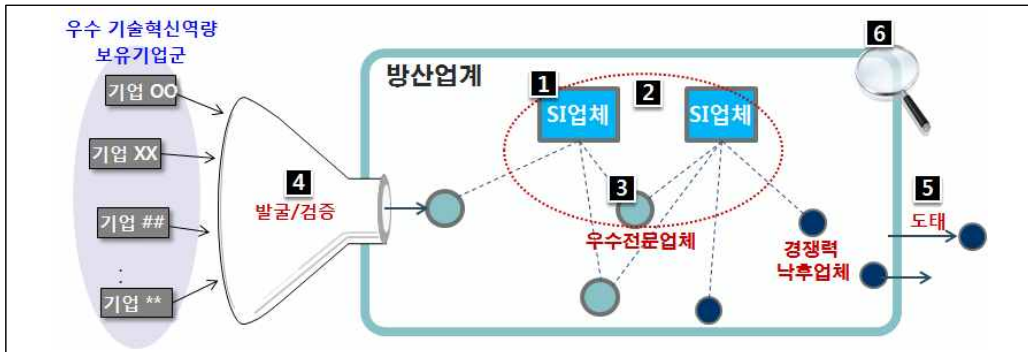 우수 기술혁신역량
보유기업군
기업 OO
기업 XX
기업 ##
:
기업 **
4
발굴/검증
방산업계
1
SI업체
2
SI업체
3
우수전문업체
경쟁력
낙후업체
5
도태
6